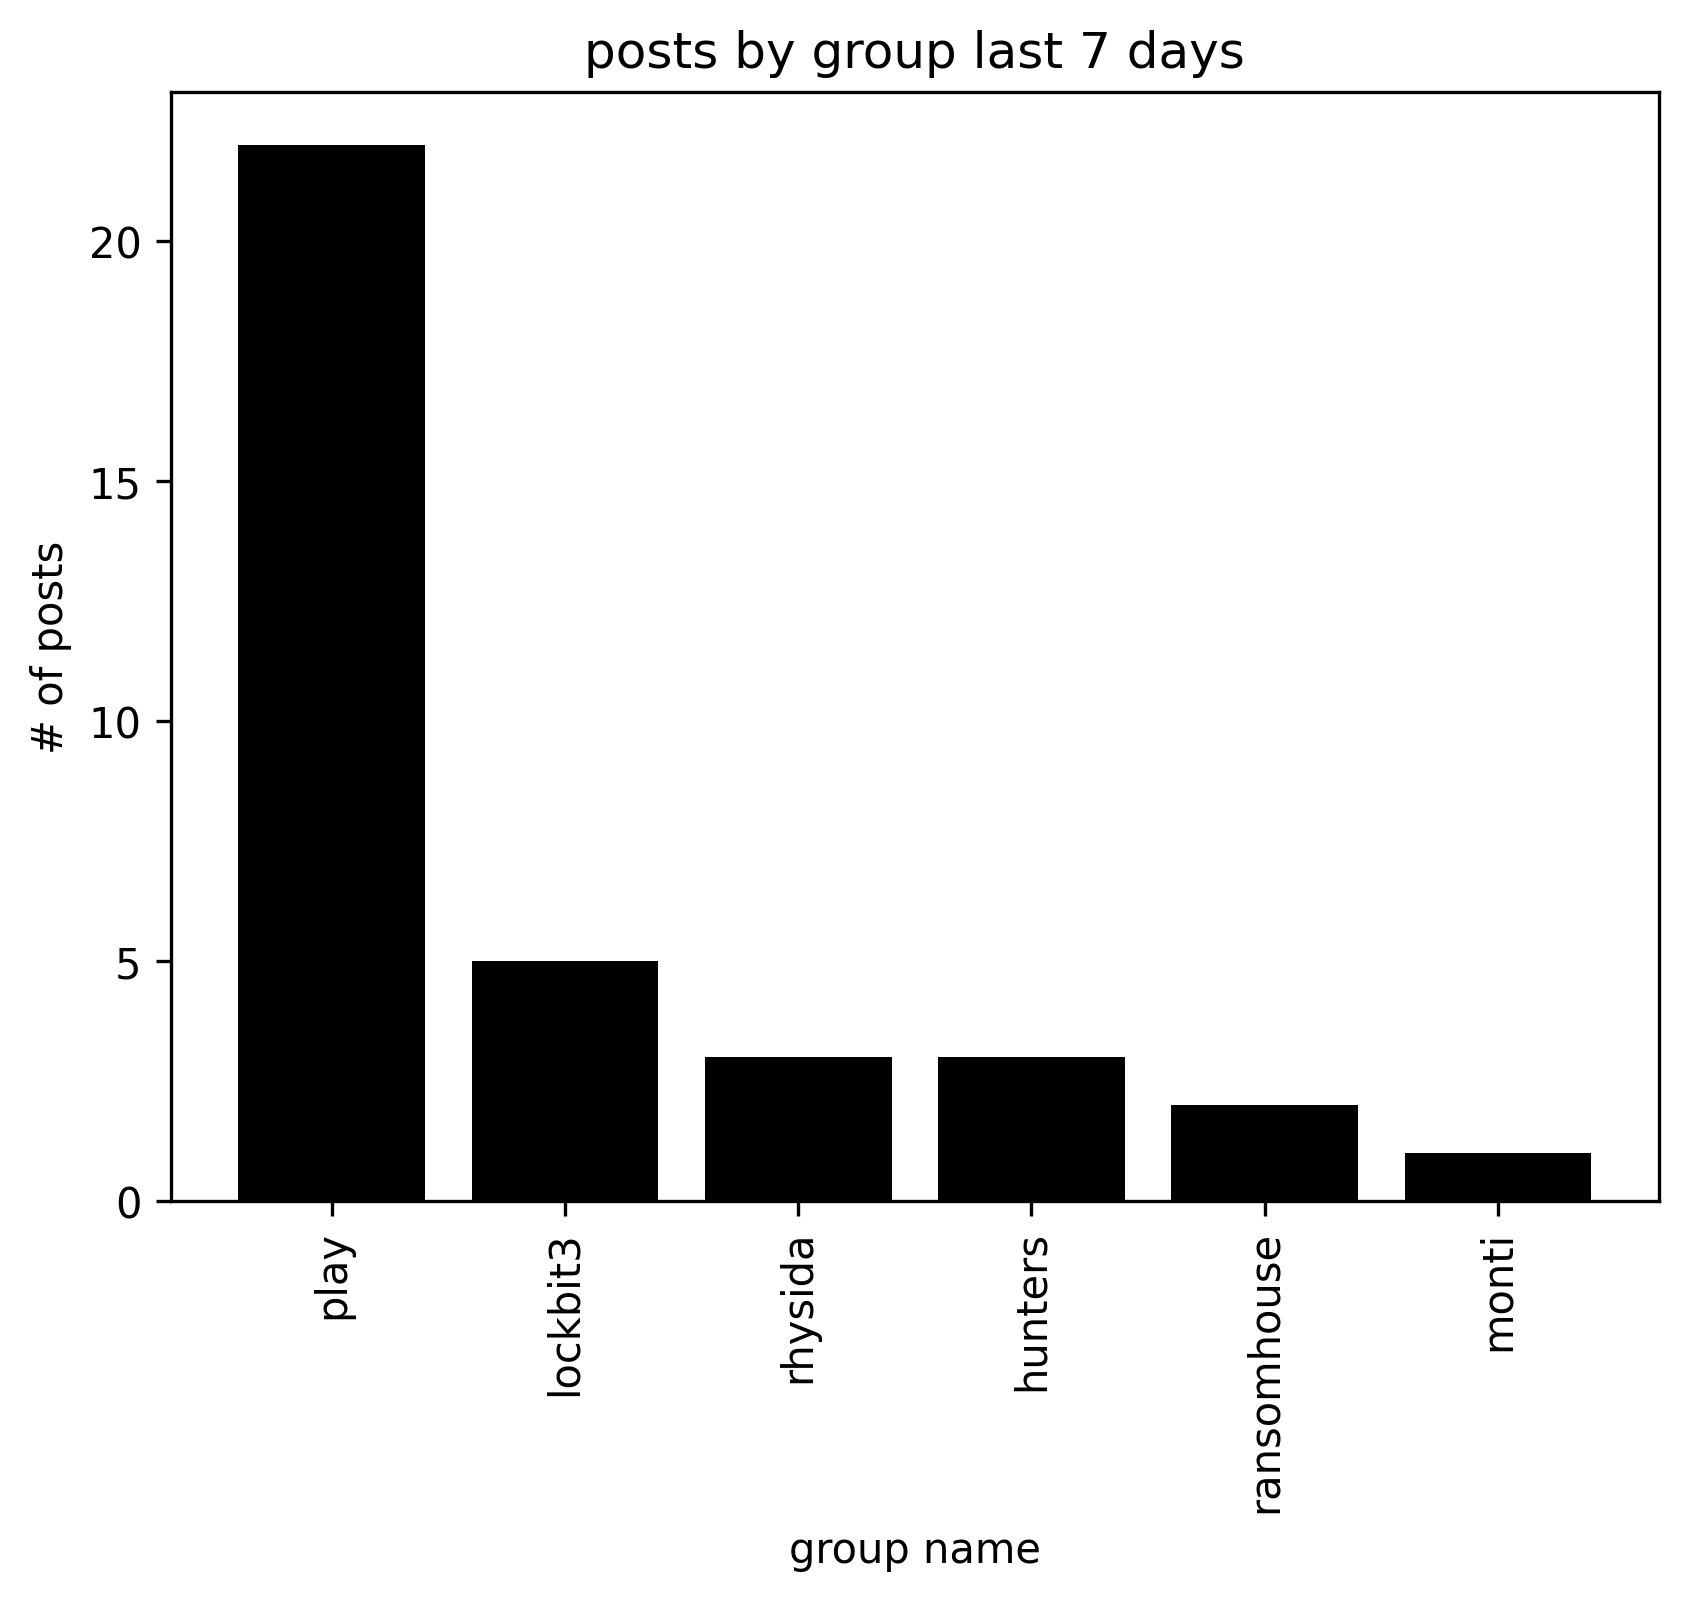 posts by group last 7 days
# of posts
20
15
10
5
0
play
lockbit3
rhysida
hunters
ransomhouse
monti
group name